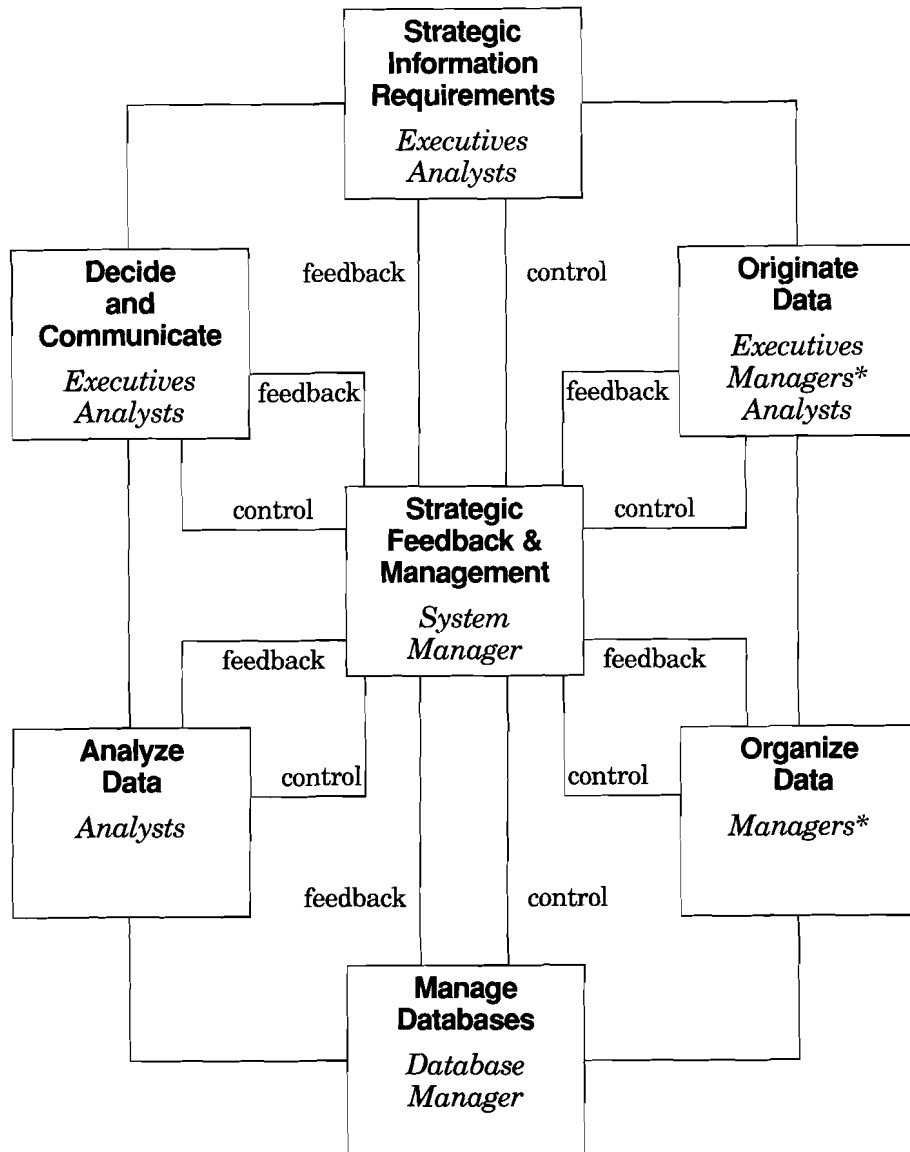 Strategic
Information
Requirements
Executives
Analysts
feedback
control
Decide
and
Communicate
Executives
Analysts
Originate
Data
Executives
Managers*
Analysts
feedback
feedback
control
control
Strategic
Feedback &
Management
System
Manager
feedback
feedback
Analyze
Data
Analysts
control
control
Organize
Data
Managers*
feedback
control
Manage
Databases
Database
Manager